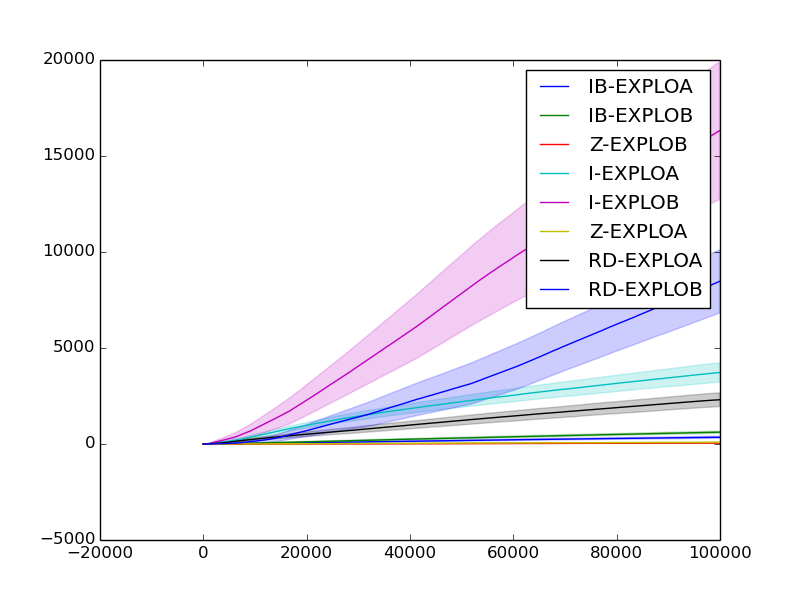 20000
15000
10000
5000
0
−5000
−20000
0
20000
40000
60000
80000
100000
IB-EXPLOA
IB-EXPLOB
Z-EXPLOB
I-EXPLOA
I-EXPLOB
Z-EXPLOA
RD-EXPLOA
RD-EXPLOB